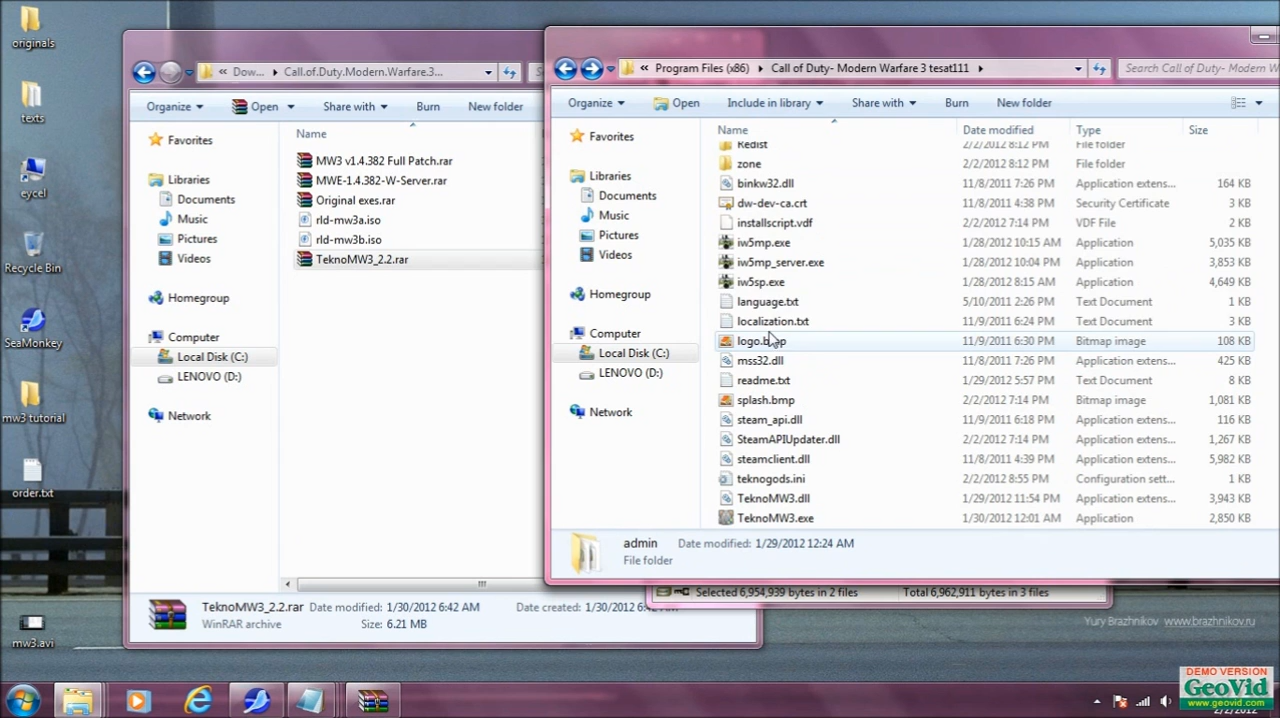 originals
texts
eycel
Recycle Bin
SeaMonkey
mw3 tutorial
order.txt
mw3.avi
« Dow... Call.of.Duty.Modern.Warfare.3...
Organize Open Share with Burn New folder
Favorites
Libraries
Documents
Music
Pictures
Videos
Homegroup
Computer
Local Disk (C:)
LENOVO (D:)
Network
Name
MW3 v1.4.382 Full Patch.rar
MWE-1.4.382-W-Server.rar
Original exes.rar
rld-mw3a.iso
rld-mw3b.iso
TeknoMW3_2.2.rar
TeknoMW3_2.2.rar Date modified: 1/30/2012 6:42 AM Date created: 1/30/2012
WinRAR archive Size: 6.21 MB
« Program Files (x86) Call of Duty- Modern Warfare 3 tesat111 Search Call of Duty- Modern W
Organize Open Include in library Share with Burn New folder
Favorites
Libraries
Documents
Music
Pictures
Videos
Homegroup
Computer
Local Disk (C:)
LENOVO (D:)
Network
Name Date modified Type Size
Redist 2/2/2012 8:12 PM File folder
zone 2/2/2012 8:12 PM File folder
binkw32.dll 11/8/2011 7:26 PM Application extens... 164 KB
dw-dev-ca.crt 11/8/2011 4:38 PM Security Certificate 3 KB
installscript.vdf 2/2/2012 7:14 PM VDF File 2 KB
iw5mp.exe 1/28/2012 10:15 AM Application 5,035 KB
iw5mp_server.exe 1/28/2012 10:04 PM Application 3,853 KB
iw5sp.exe 1/28/2012 8:15 AM Application 4,649 KB
language.txt 5/10/2011 2:26 PM Text Document 1 KB
localization.txt 11/9/2011 6:24 PM Text Document 3 KB
logo.bmp 11/9/2011 6:30 PM Bitmap image 108 KB
mss32.dll 11/8/2011 7:26 PM Application extens... 425 KB
readme.txt 1/29/2012 5:57 PM Text Document 8 KB
splash.bmp 2/2/2012 7:14 PM Bitmap image 1,081 KB
steam_api.dll 11/9/2011 6:18 PM Application extens... 116 KB
SteamAPIUpdater.dll 2/2/2012 7:14 PM Application extens... 1,267 KB
steamclient.dll 11/8/2011 4:39 PM Application extens... 5,982 KB
teknogods.ini 2/2/2012 8:55 PM Configuration sett... 1 KB
TeknoMW3.dll 1/29/2012 11:54 PM Application extens... 3,943 KB
TeknoMW3.exe 1/30/2012 12:01 AM Application 2,850 KB
admin Date modified: 1/29/2012 12:24 AM
File folder
Selected 6,954,939 bytes in 2 files Total 6,962,911 bytes in 3 files
Yury Brazhnikov www.brazhnikov.ru
DEMO VERSION
GeoVid
www.geovid.com
2/2/2012